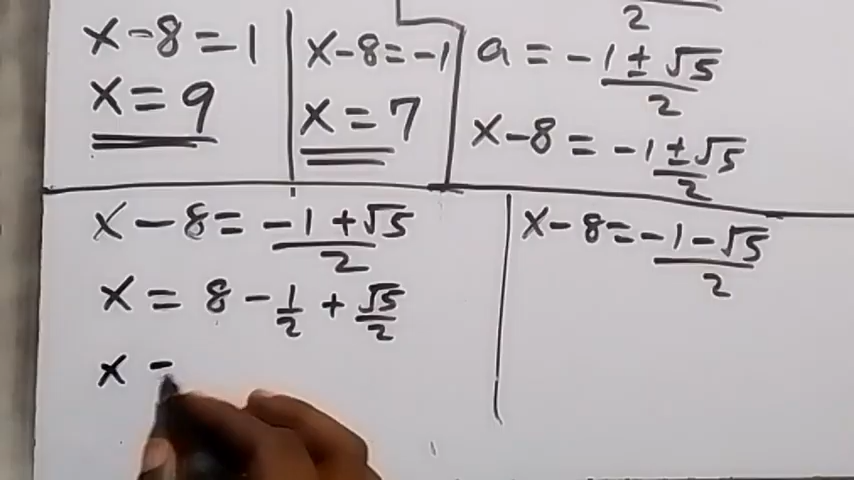 x - 8 = 1
x = 9
x - 8 = -1
x = 7
2
a = -1 ± √5 / 2
x - 8 = -1 ± √5 / 2
x - 8 = -1 + √5 / 2
x = 8 - 1/2 + √5/2
x =
x - 8 = -1 - √5 / 2